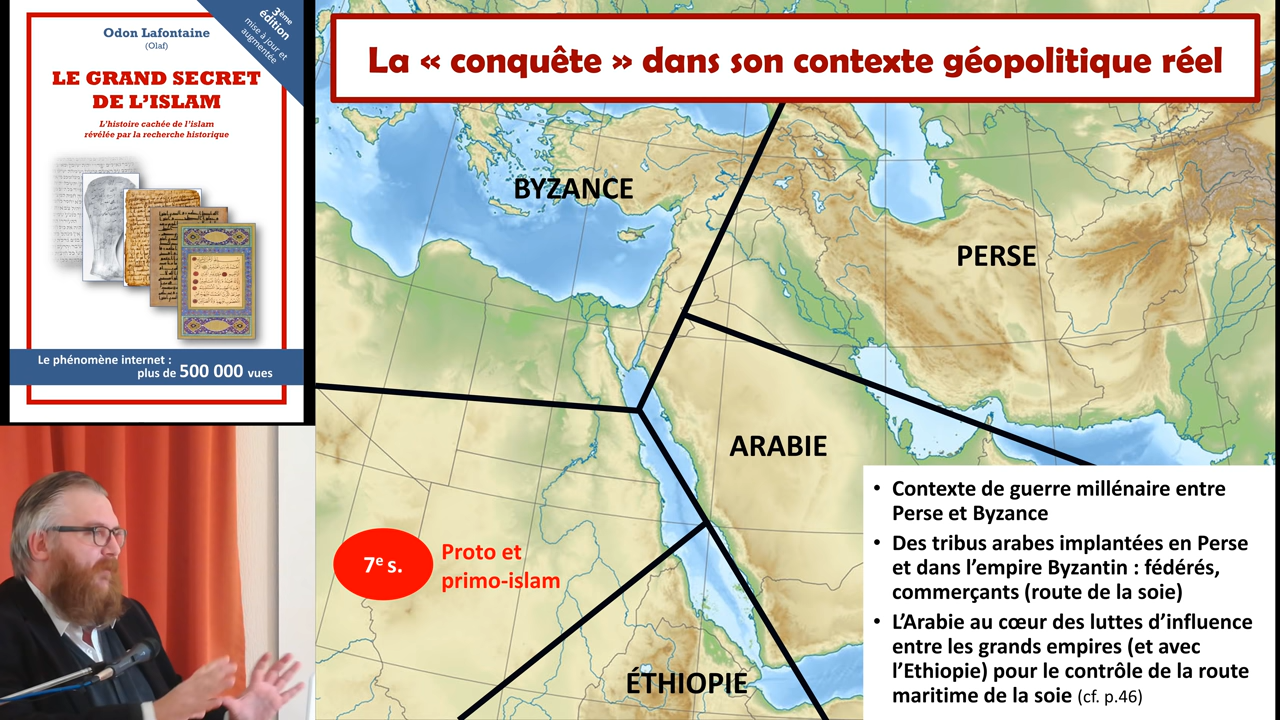 Odon Lafontaine
(Olaf)
3ème
édition
mise à jour et
augmentée
LE GRAND SECRET
DE L'ISLAM
L'histoire cachée de l'islam
révélée par la recherche historique
Le phénomène internet :
plus de 500 000 vues
La « conquête » dans son contexte géopolitique réel
BYZANCE
PERSE
ARABIE
7e s.
Proto et
primo-islam
ÉTHIOPIE
• Contexte de guerre millénaire entre
Perse et Byzance
• Des tribus arabes implantées en Perse
et dans l'empire Byzantin : fédérés,
commerçants (route de la soie)
• L'Arabie au cœur des luttes d'influence
entre les grands empires (et avec
l'Ethiopie) pour le contrôle de la route
maritime de la soie (cf. p.46)